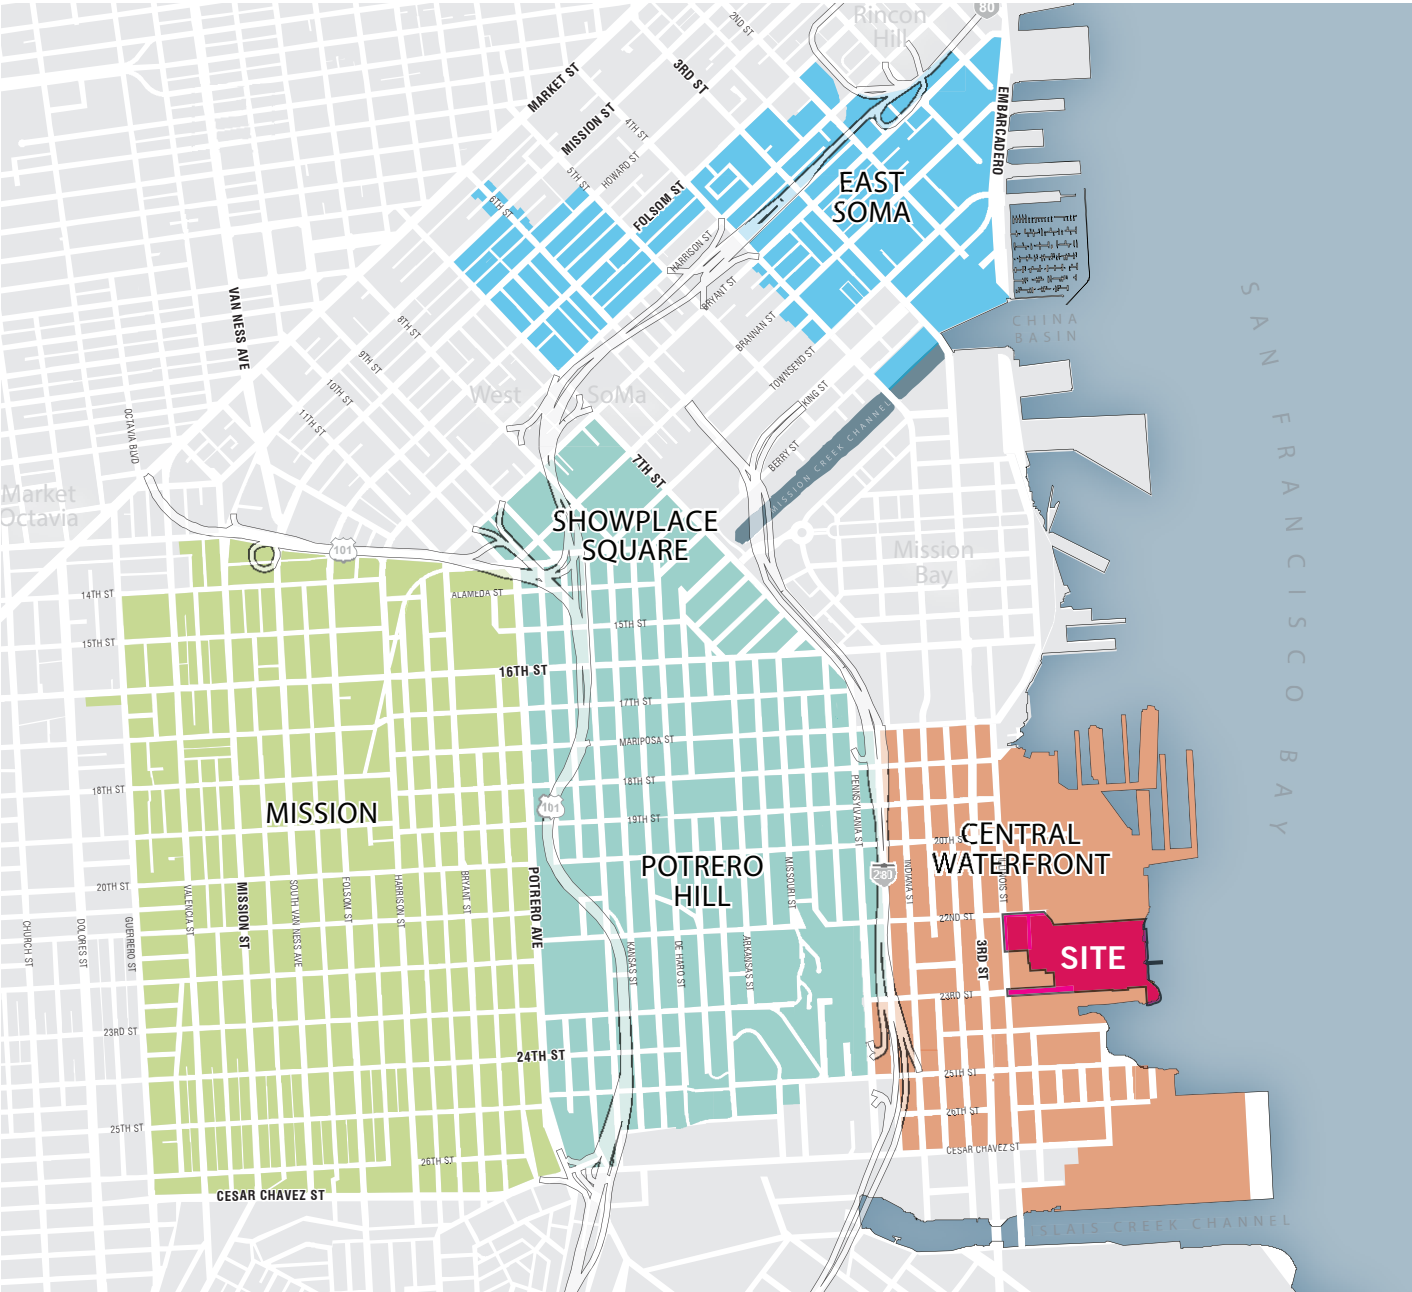 80
Rincon
Hill
2ND ST
3RD ST
MARKET ST
MISSION ST
4TH ST
HOWARD ST
5TH ST
6TH ST
FOLSOM ST
EMBARCADERO
EAST
SOMA
HARRISON ST
BRYANT ST
BRANNAN ST
TOWNSEND ST
KING ST
BERRY ST
MISSION CREEK CHANNEL
CHINA
BASIN
SAN FRANCISCO BAY
VAN NESS AVE
8TH ST
9TH ST
10TH ST
11TH ST
OCTAVIA BLVD
West
SoMa
7TH ST
Market
Octavia
101
SHOWPLACE
SQUARE
Mission
Bay
14TH ST
ALAMEDA ST
15TH ST
15TH ST
16TH ST
17TH ST
MARIPOSA ST
18TH ST
18TH ST
19TH ST
101
MISSION
PENNSYLVANIA ST
20TH ST
CENTRAL
WATERFRONT
POTRERO
HILL
MISSOURI ST
280
INDIANA ST
ILLINOIS ST
20TH ST
VALENCIA ST
MISSION ST
SOUTH VAN NESS AVE
FOLSOM ST
HARRISON ST
BRYANT ST
POTRERO AVE
22ND ST
CHURCH ST
DOLORES ST
GUERRERO ST
KANSAS ST
DE HARO ST
ARKANSAS ST
3RD ST
SITE
23RD ST
23RD ST
24TH ST
25TH ST
26TH ST
25TH ST
CESAR CHAVEZ ST
26TH ST
CESAR CHAVEZ ST
ISLAIS CREEK CHANNEL